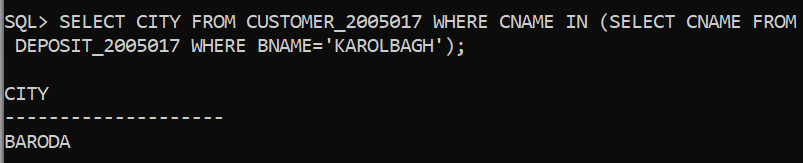 SQL> SELECT CITY FROM CUSTOMER_2005017 WHERE CNAME IN (SELECT CNAME FROM
DEPOSIT_2005017 WHERE BNAME='KAROLBAGH');
CITY
--------------------
BARODA